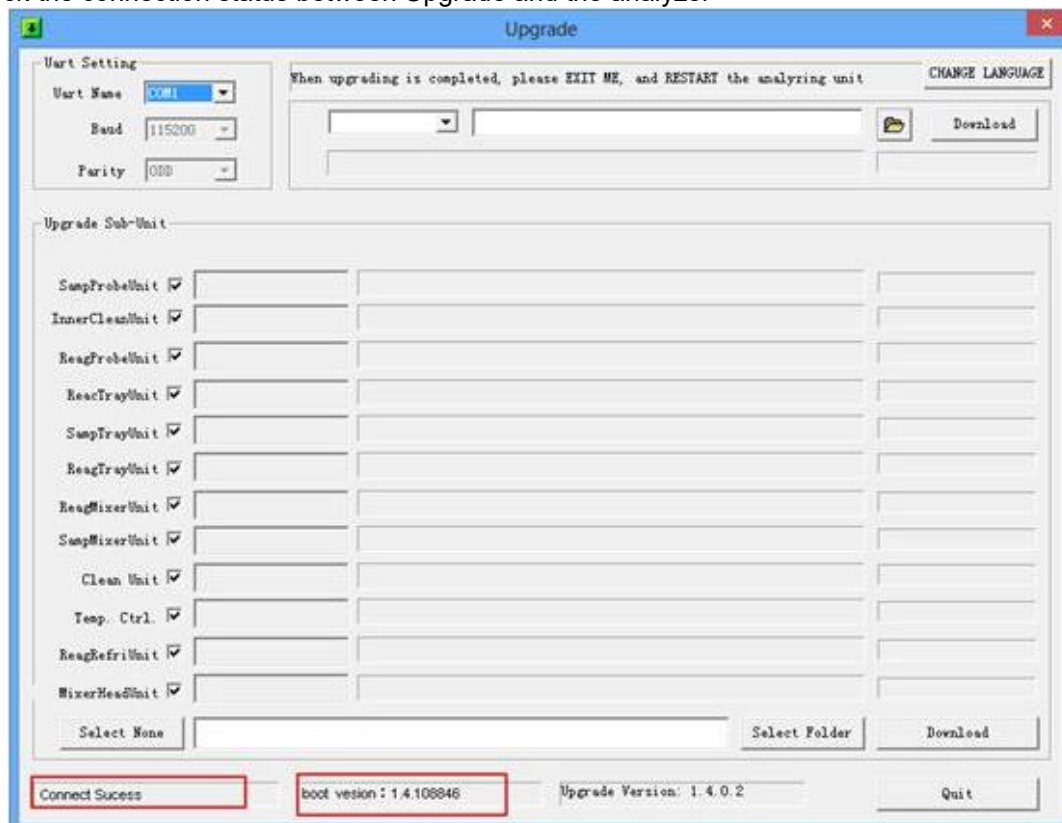 Upgrade
Uart Setting
Uart Name COM1
Baud 115200
Parity ODD
When upgrading is completed, please EXIT ME, and RESTART the analyring unit
CHANGE LANGUAGE
Download
Upgrade Sub-Unit
SampProbeUnit
InnerCleanUnit
ReagProbeUnit
ReacTrayUnit
SampTrayUnit
ReagTrayUnit
ReagMixerUnit
SampMixerUnit
Clean Unit
Temp. Ctrl.
ReagRefriUnit
MixerHeadUnit
Select None
Select Folder
Download
Connect Sucess
boot vesion：1.4.108846
Upgrade Version: 1.4.0.2
Quit